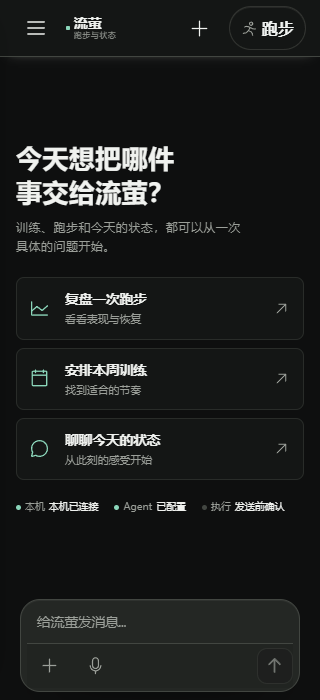 流萤
跑步与状态
跑步
今天想把哪件
事交给流萤?
训练、跑步和今天的状态，都可以从一次
具体的问题开始。
复盘一次跑步
看看表现与恢复
安排本周训练
找到适合的节奏
聊聊今天的状态
从此刻的感受开始
本机 本机已连接 Agent 已配置 执行 发送前确认
给流萤发消息...